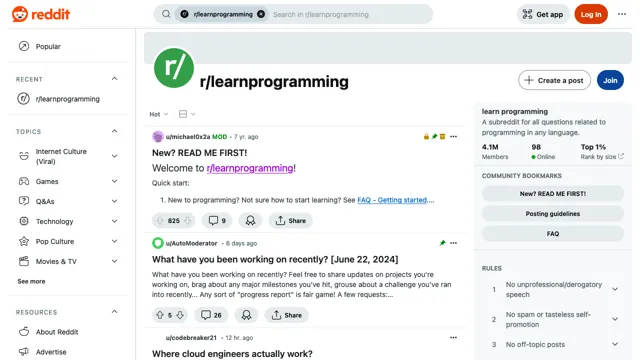 reddit
r/learnprogramming
Search in r/learnprogramming
Get app
Log In
Popular
RECENT
r/learnprogramming
TOPICS
Internet Culture
(Viral)
Games
Q&As
Technology
Pop Culture
Movies & TV
See more
RESOURCES
About Reddit
Advertise
r/
r/learnprogramming
Create a post
Join
Hot
u/michael0x2a MOD • 7 yr. ago
New? READ ME FIRST!
Welcome to r/learnprogramming!
Quick start:
1. New to programming? Not sure how to start learning? See FAQ - Getting started....
825
9
Share
u/AutoModerator • 6 days ago
What have you been working on recently? [June 22, 2024]
What have you been working on recently? Feel free to share updates on projects you're
working on, brag about any major milestones you've hit, grouse about a challenge you've ran
into recently... Any sort of "progress report" is fair game! A few requests:...
5
26
Share
u/codebreaker21 • 12 hr. ago
Where cloud engineers actually work?
learn programming
A subreddit for all questions related to
programming in any language.
4.1M 98 Top 1%
Members Online Rank by size
COMMUNITY BOOKMARKS
New? READ ME FIRST!
Posting guidelines
FAQ
RULES
1 No unprofessional/derogatory
speech
2 No spam or tasteless self-
promotion
3 No off-topic posts